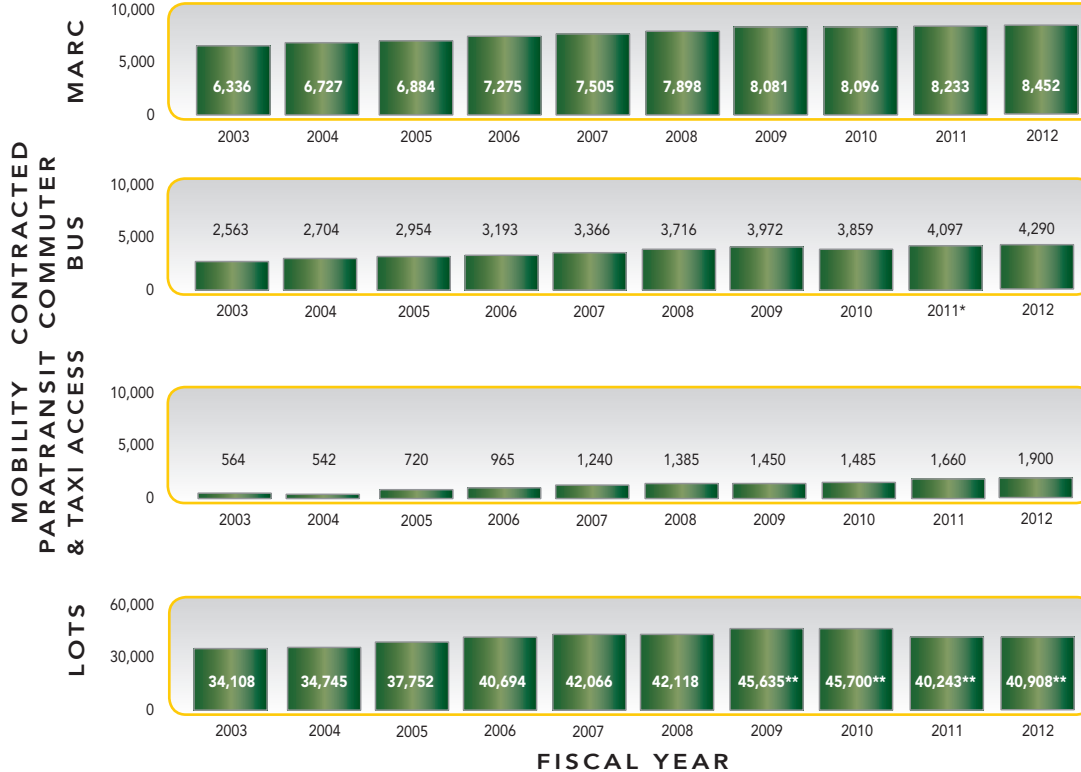 MARC
10,000
5,000
0
6,336 6,727 6,884 7,275 7,505 7,898 8,081 8,096 8,233 8,452
2003 2004 2005 2006 2007 2008 2009 2010 2011 2012
CONTRACTED
COMMUTER
BUS
10,000
5,000
0
2,563 2,704 2,954 3,193 3,366 3,716 3,972 3,859 4,097 4,290
2003 2004 2005 2006 2007 2008 2009 2010 2011* 2012
MOBILITY
PARATRANSIT
& TAXI ACCESS
10,000
5,000
0
564 542 720 965 1,240 1,385 1,450 1,485 1,660 1,900
2003 2004 2005 2006 2007 2008 2009 2010 2011 2012
LOTS
60,000
30,000
0
34,108 34,745 37,752 40,694 42,066 42,118 45,635** 45,700** 40,243** 40,908**
2003 2004 2005 2006 2007 2008 2009 2010 2011 2012
FISCAL YEAR